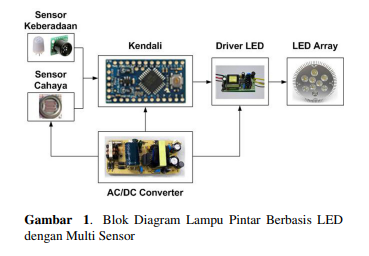 Sensor
Keberadaan
Kendali
Driver LED
LED Array
Sensor
Cahaya
AC/DC Converter
Gambar 1. Blok Diagram Lampu Pintar Berbasis LED
dengan Multi Sensor